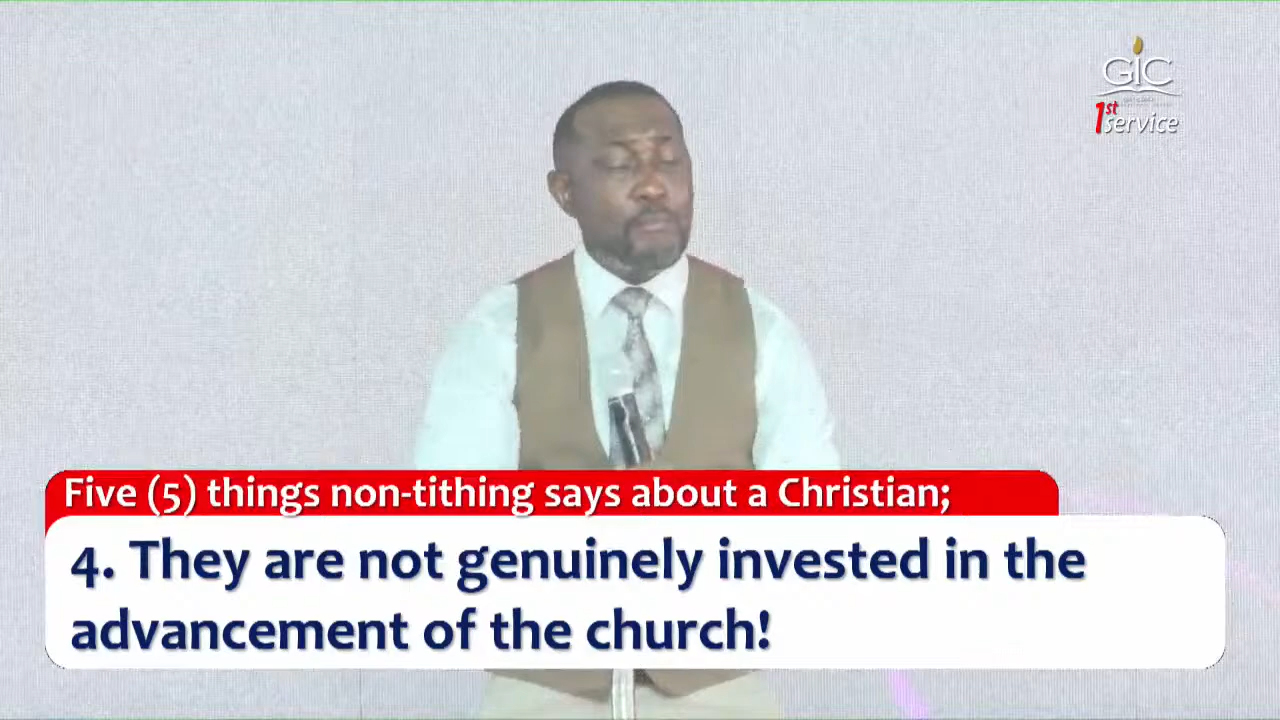 GIC
1st
service
Five (5) things non-tithing says about a Christian;
4. They are not genuinely invested in the
advancement of the church!